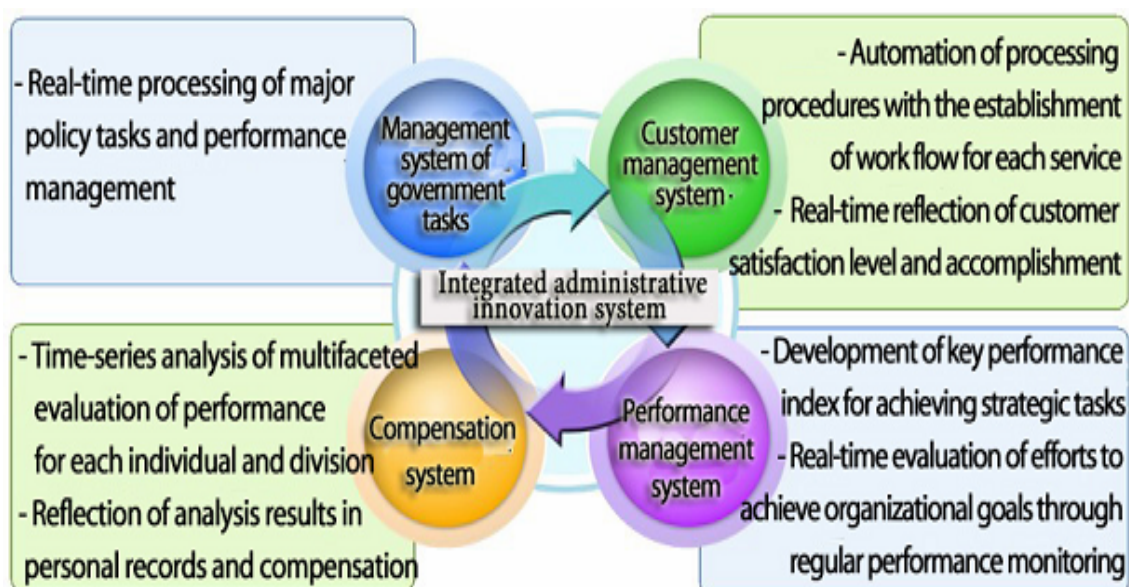 - Real-time processing of major
policy tasks and performance
management
Management
system of
government
tasks
Customer
management
system
- Automation of processing
procedures with the establishment
of work flow for each service
- Real-time reflection of customer
satisfaction level and accomplishment
Integrated administrative
innovation system
- Time-series analysis of multifaceted
evaluation of performance
for each individual and division
- Reflection of analysis results in
personal records and compensation
Compensation
system
Performance
management
system
- Development of key performance
index for achieving strategic tasks
- Real-time evaluation of efforts to
achieve organizational goals through
regular performance monitoring